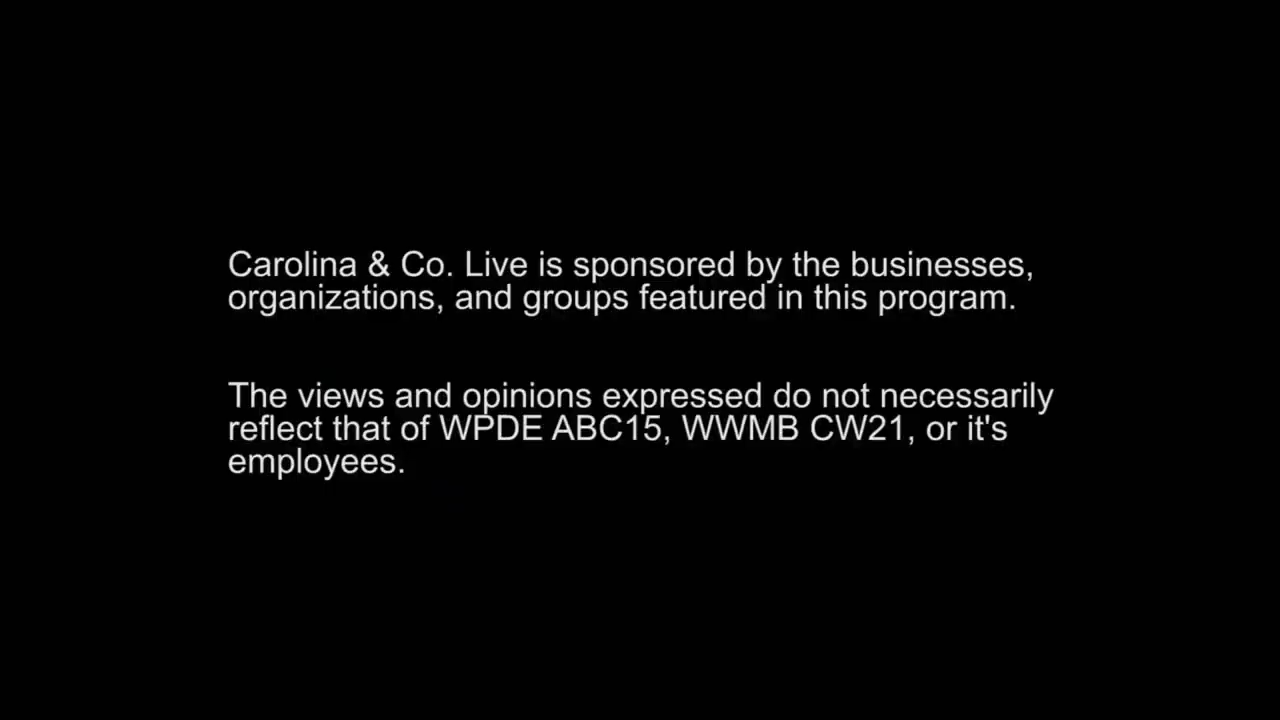 Carolina & Co. Live is sponsored by the businesses,
organizations, and groups featured in this program.
The views and opinions expressed do not necessarily
reflect that of WPDE ABC15, WWMB CW21, or it's
employees.